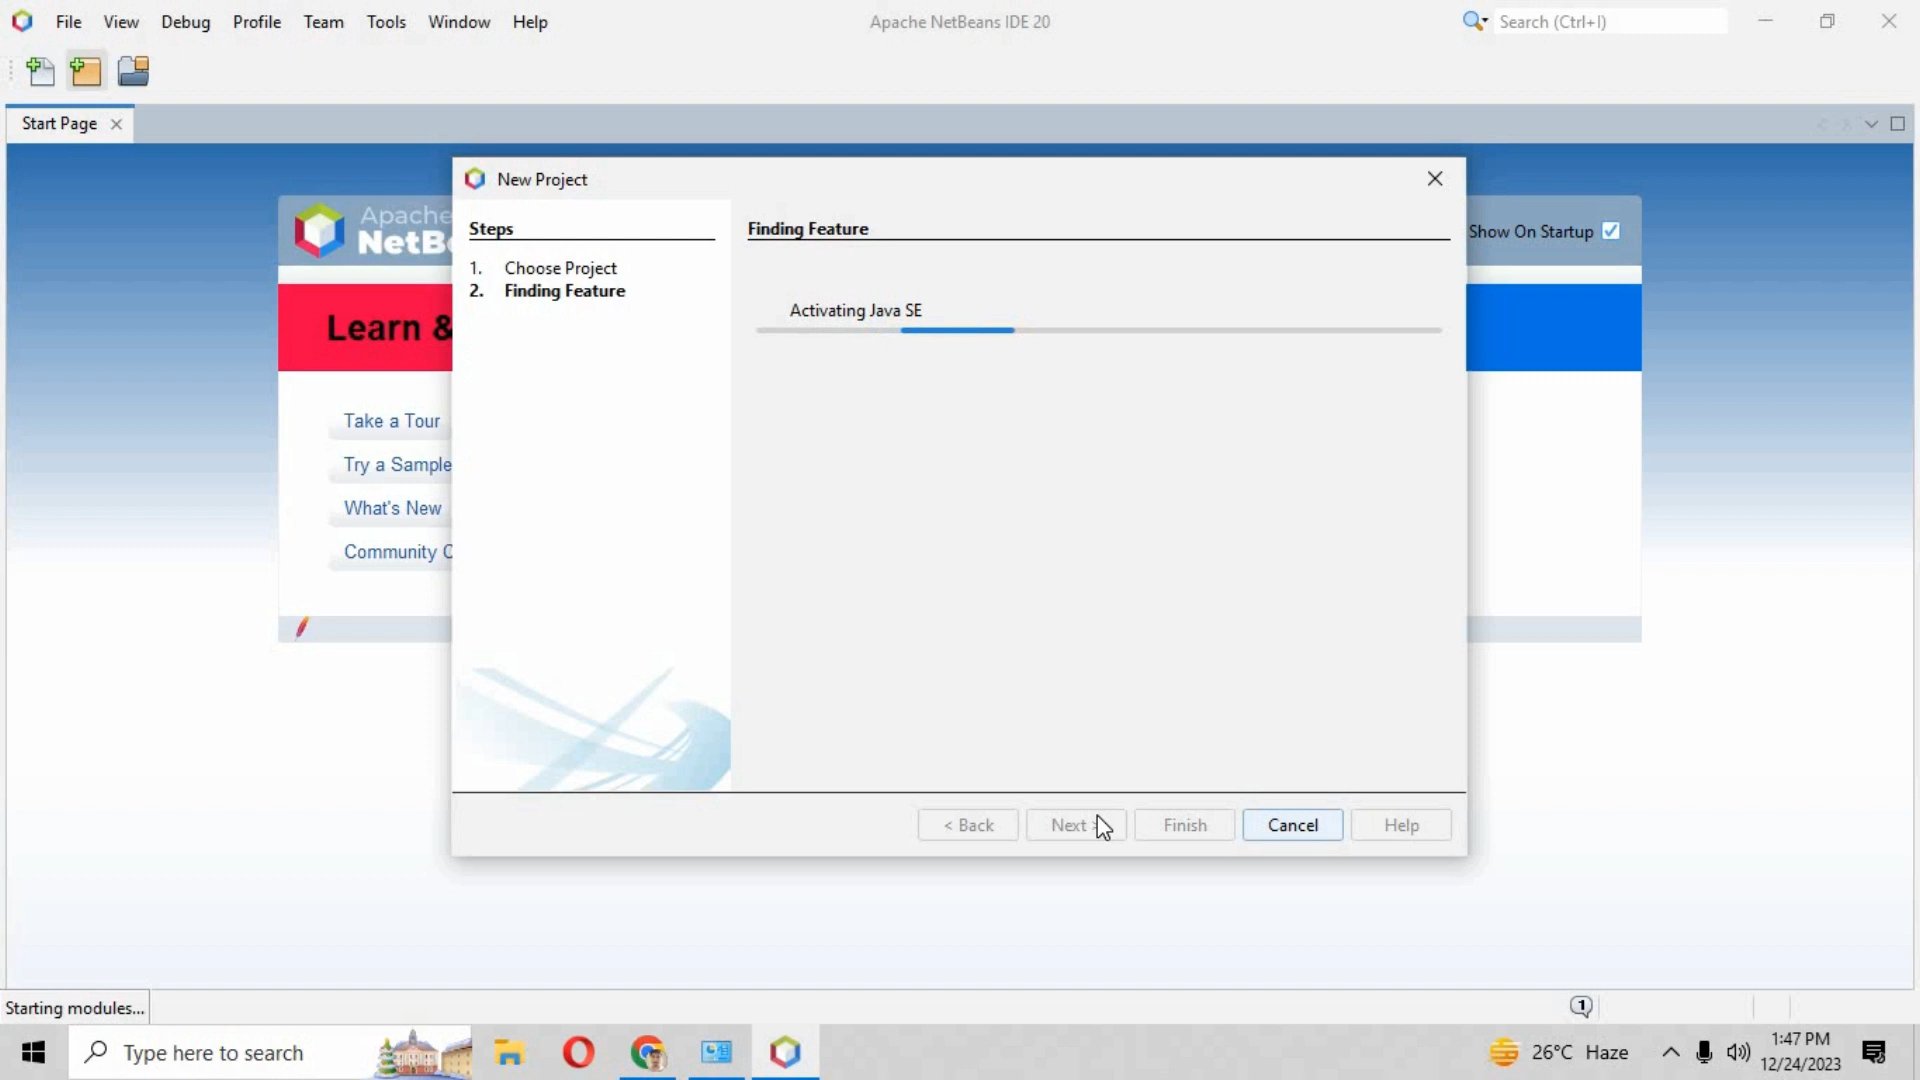 File View Debug Profile Team Tools Window Help
Apache NetBeans IDE 20
Search (Ctrl+I)
Start Page
New Project
Apache
NetB
Show On Startup
Steps
Finding Feature
1. Choose Project
2. Finding Feature
Activating Java SE
Learn &
Take a Tour
Try a Sample
What's New
Community
< Back Next Finish Cancel Help
Starting modules...
1
Type here to search
26°C Haze
1:47 PM
12/24/2023